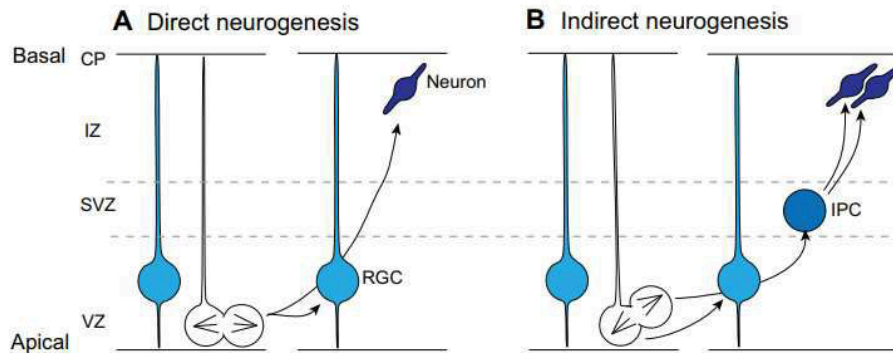 A Direct neurogenesis
B Indirect neurogenesis
Basal
CP
Neuron
IZ
SVZ
IPC
RGC
VZ
Apical